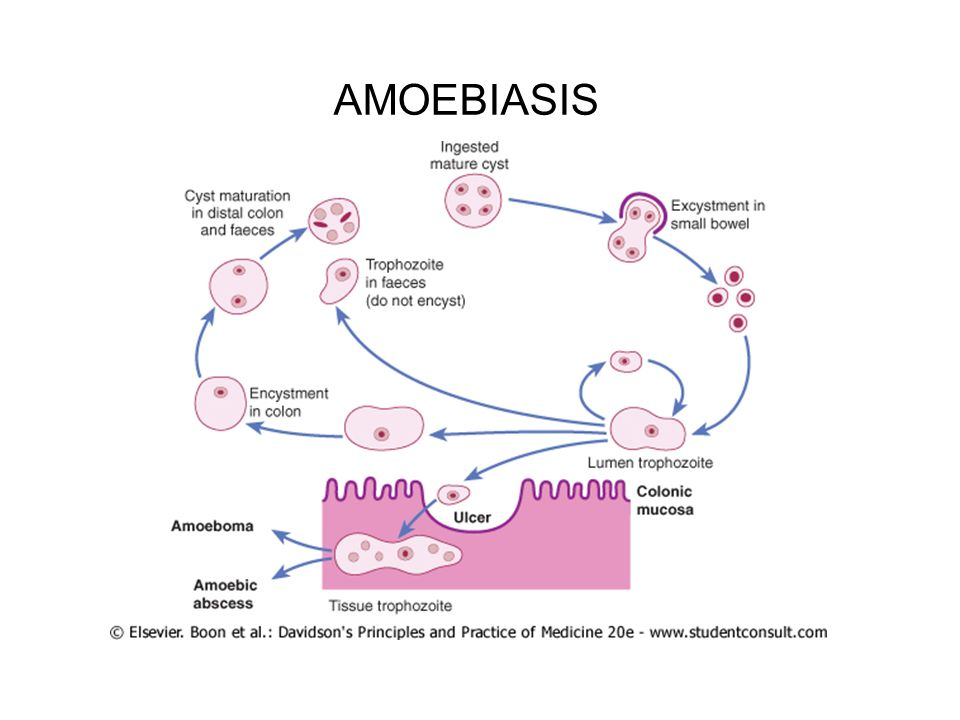 AMOEBIASIS
Ingested
mature cyst
Cyst maturation
in distal colon
and faeces
Excystment in
small bowel
Trophozoite
in faeces
(do not encyst)
Encystment
in colon
Lumen trophozoite
Colonic
mucosa
Ulcer
Amoeboma
Amoebic
abscess
Tissue trophozoite
© Elsevier. Boon et al.: Davidson's Principles and Practice of Medicine 20e - www.studentconsult.com